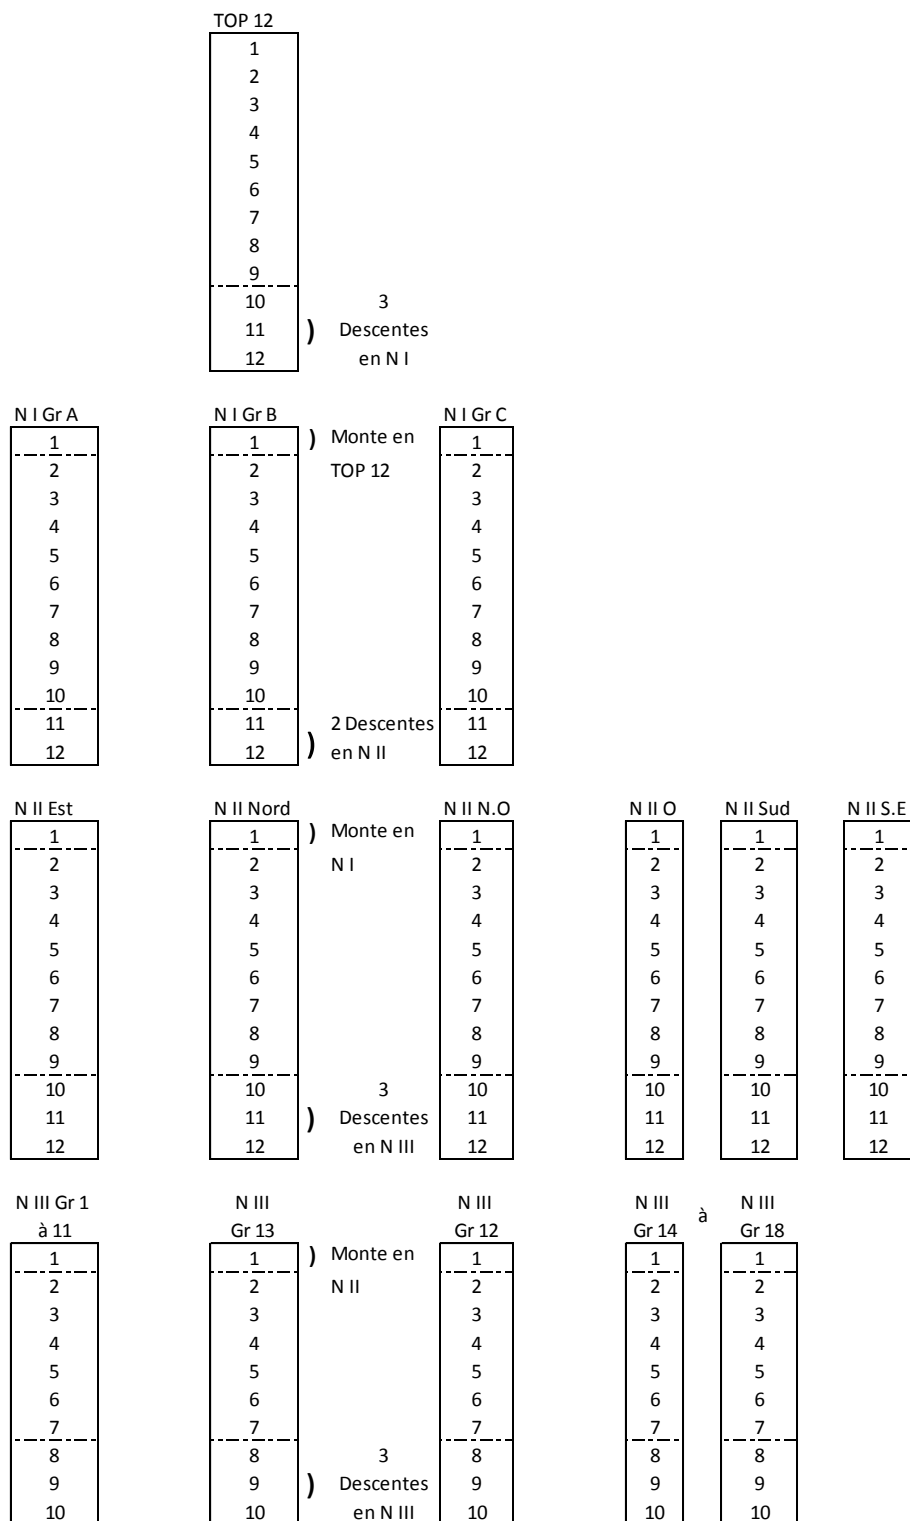 TOP 12
1
2
3
4
5
6
7
8
9
10 3
11 ) Descentes
12 en N I
N I Gr A N I Gr B N I Gr C
1 1 ) Monte en 1
2 2 TOP 12 2
3 3 3
4 4 4
5 5 5
6 6 6
7 7 7
8 8 8
9 9 9
10 10 10
11 11 2 Descentes 11
12 12 ) en N II 12
N II Est N II Nord N II N.O N II O N II Sud N II S.E
1 1 ) Monte en 1 1 1 1
2 2 N I 2 2 2 2
3 3 3 3 3 3
4 4 4 4 4 4
5 5 5 5 5 5
6 6 6 6 6 6
7 7 7 7 7 7
8 8 8 8 8 8
9 9 9 9 9 9
10 10 3 10 10 10 10
11 11 ) Descentes 11 11 11 11
12 12 en N III 12 12 12 12
N III Gr 1 N III N III N III à N III
à 11 Gr 13 Gr 12 Gr 14 Gr 18
1 1 ) Monte en 1 1 1
2 2 N II 2 2 2
3 3 3 3 3
4 4 4 4 4
5 5 5 5 5
6 6 6 6 6
7 7 7 7 7
8 8 3 8 8 8
9 9 ) Descentes 9 9 9
10 10 en N III 10 10 10